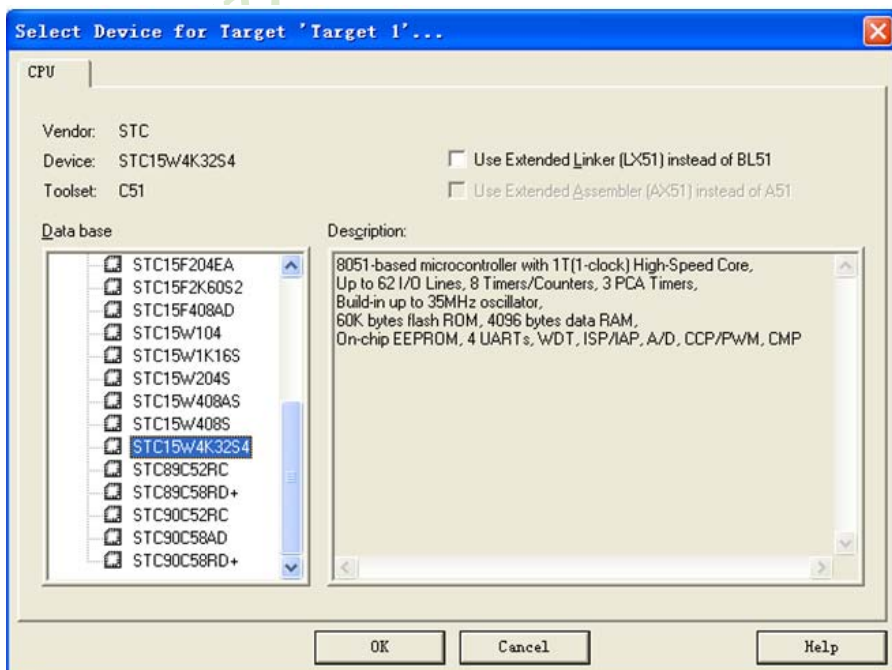 Select Device for Target 'Target 1'...
CPU
Vendor: STC
Device: STC15W4K32S4
Toolset: C51
Use Extended Linker (LX51) instead of BL51
Use Extended Assembler (AX51) instead of A51
Data base
STC15F204EA
STC15F2K60S2
STC15F408AD
STC15W104
STC15W1K16S
STC15W204S
STC15W408AS
STC15W408S
STC15W4K32S4
STC89C52RC
STC89C58RD+
STC90C52RC
STC90C58AD
STC90C58RD+
Description:
8051-based microcontroller with 1T(1-clock) High-Speed Core,
Up to 62 I/O Lines, 8 Timers/Counters, 3 PCA Timers,
Build-in up to 35MHz oscillator,
60K bytes flash ROM, 4096 bytes data RAM,
On-chip EEPROM, 4 UARTs, WDT, ISP/IAP, A/D, CCP/PWM, CMP
OK
Cancel
Help